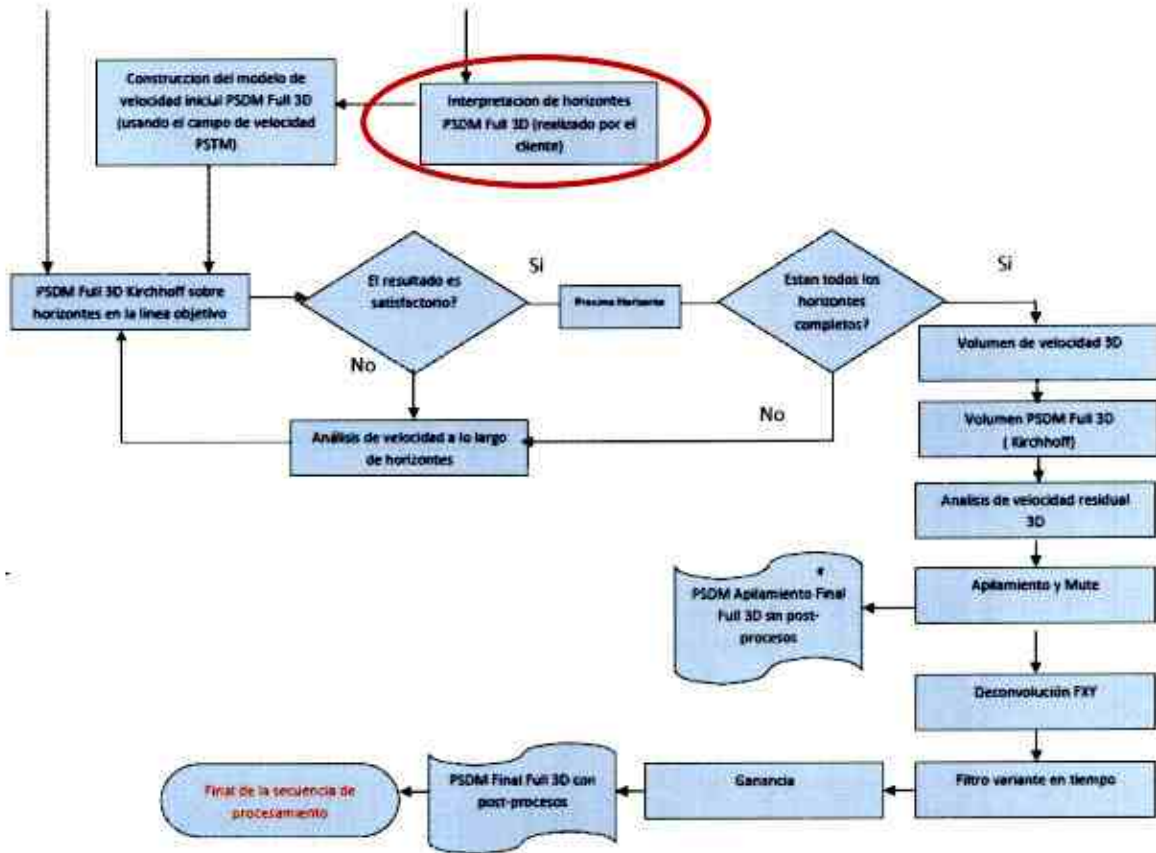 Construccion del modelo de
velocidad inicial PSDM Full 3D
(usando el campo de velocidad
PSTM)
Interpretacion de horizontes
PSDM Full 3D (realizado por el
cliente)
PSDM Full 3D Kirchhoff sobre
horizontes en la linea objetivo
El resultado es
satisfactorio?
Si
Proximo Horizonte
Estan todos los
horizontes
completos?
Si
No
No
Análisis de velocidad a lo largo
de horizontes
Volumen de velocidad 3D
Volumen PSDM Full 3D
( Kirchhoff)
Analisis de velocidad residual
3D
Apilamiento y Mute
PSDM Apilamiento Final
Full 3D sin post-
procesos
Deconvolución FXY
Filtro variante en tiempo
Ganancia
PSDM Final Full 3D con
post-procesos
Final de la secuencia de
procesamiento